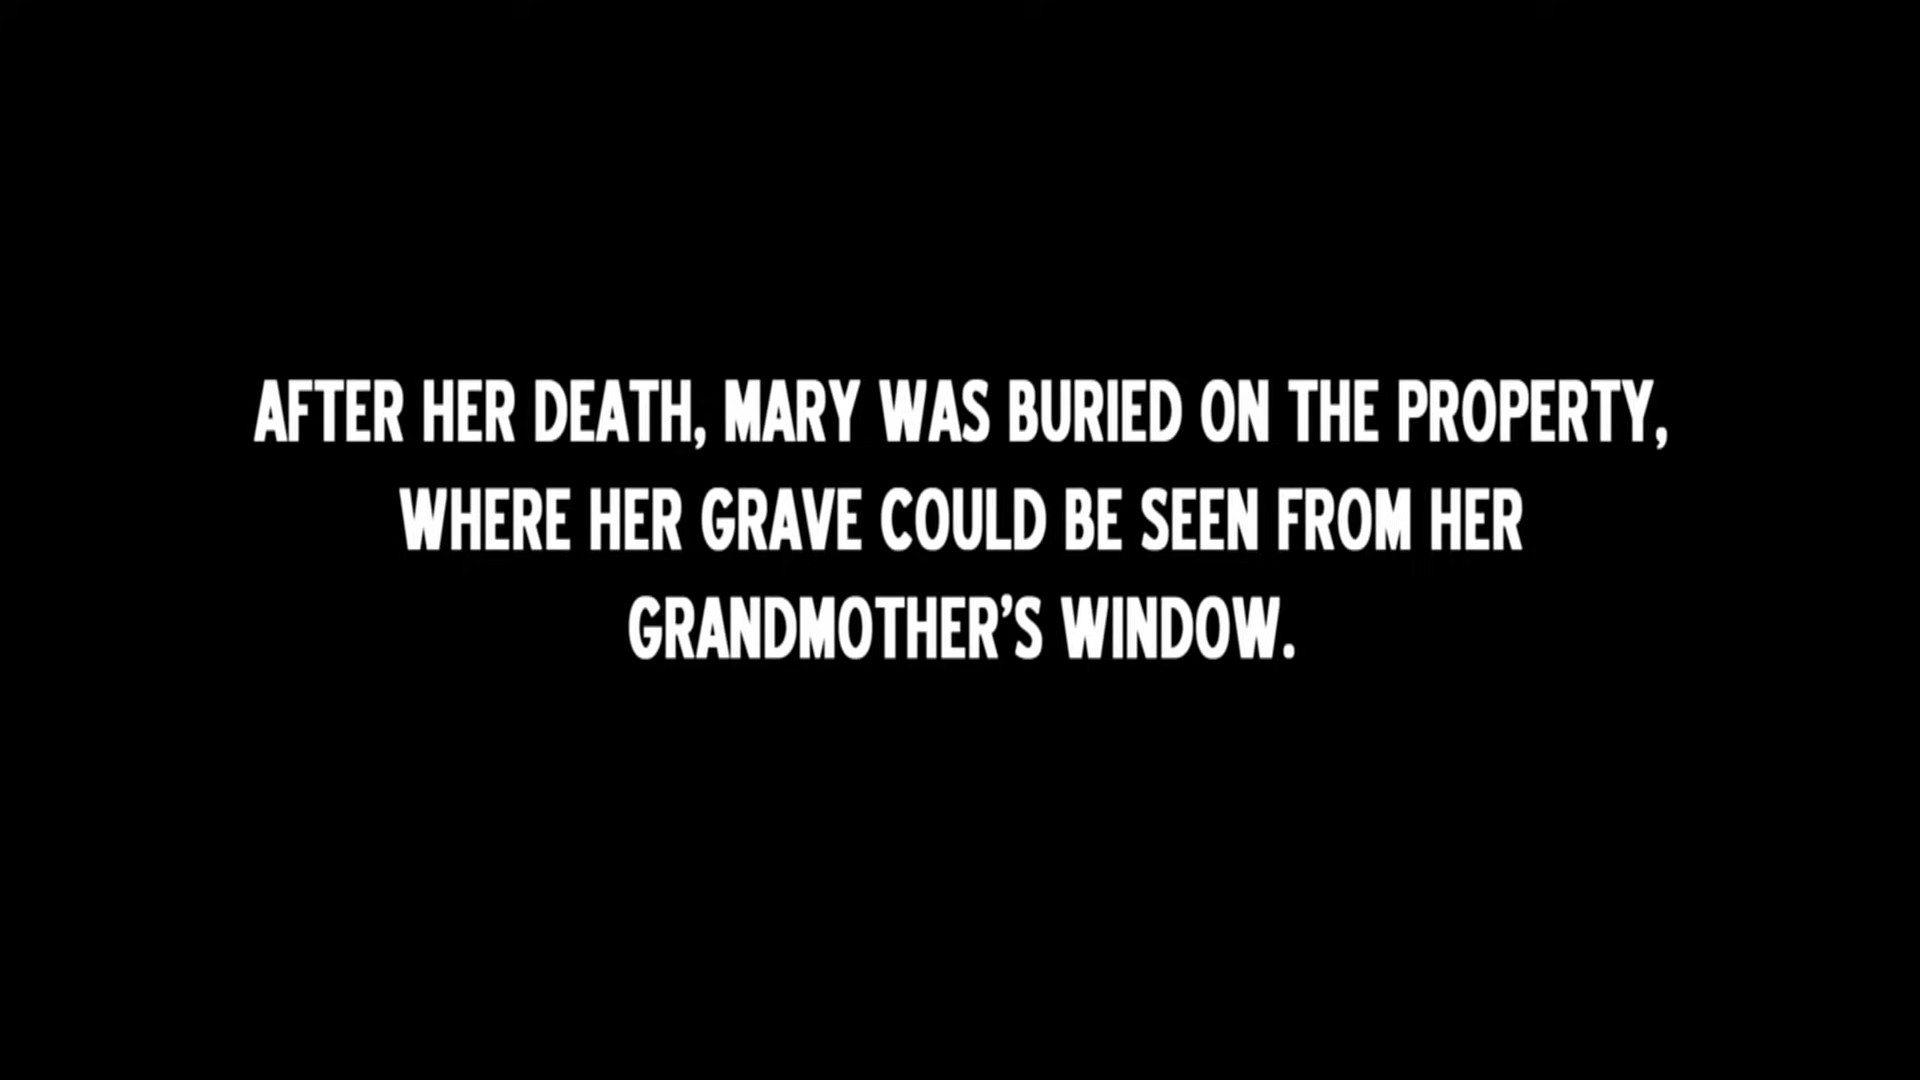 AFTER HER DEATH, MARY WAS BURIED ON THE PROPERTY,
WHERE HER GRAVE COULD BE SEEN FROM HER
GRANDMOTHER’S WINDOW.